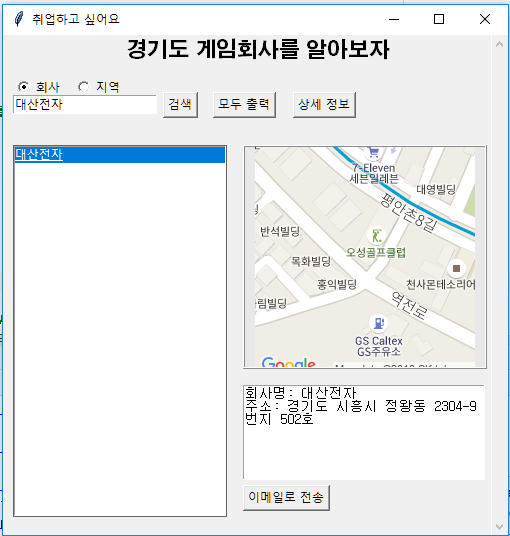 취업하고 싶어요
경기도 게임회사를 알아보자
회사 지역
대산전자 검색 모두 출력 상세 정보
대산전자
7-Eleven
세븐일레븐
대영빌딩
평안촌8길
반석빌딩
오성골프클럽
목화빌딩
홍익빌딩
천사몬테소리어
림빌딩
역전로
GS Caltex
GS주유소
Google
회사명: 대산전자
주소: 경기도 시흥시 정왕동 2304-9
번지 502호
이메일로 전송